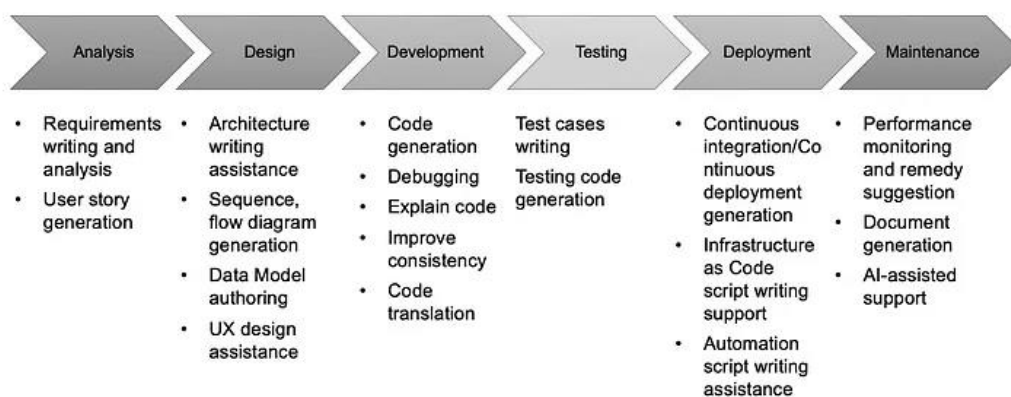 Analysis
Design
Development
Testing
Deployment
Maintenance
• Requirements
writing and
analysis
• User story
generation
• Architecture
writing
assistance
• Sequence,
flow diagram
generation
• Data Model
authoring
• UX design
assistance
• Code
generation
• Debugging
• Explain code
• Improve
consistency
• Code
translation
Test cases
writing
Testing code
generation
• Continuous
integration/Co
ntinuous
deployment
generation
• Infrastructure
as Code
script writing
support
• Automation
script writing
assistance
• Performance
monitoring
and remedy
suggestion
• Document
generation
• AI-assisted
support